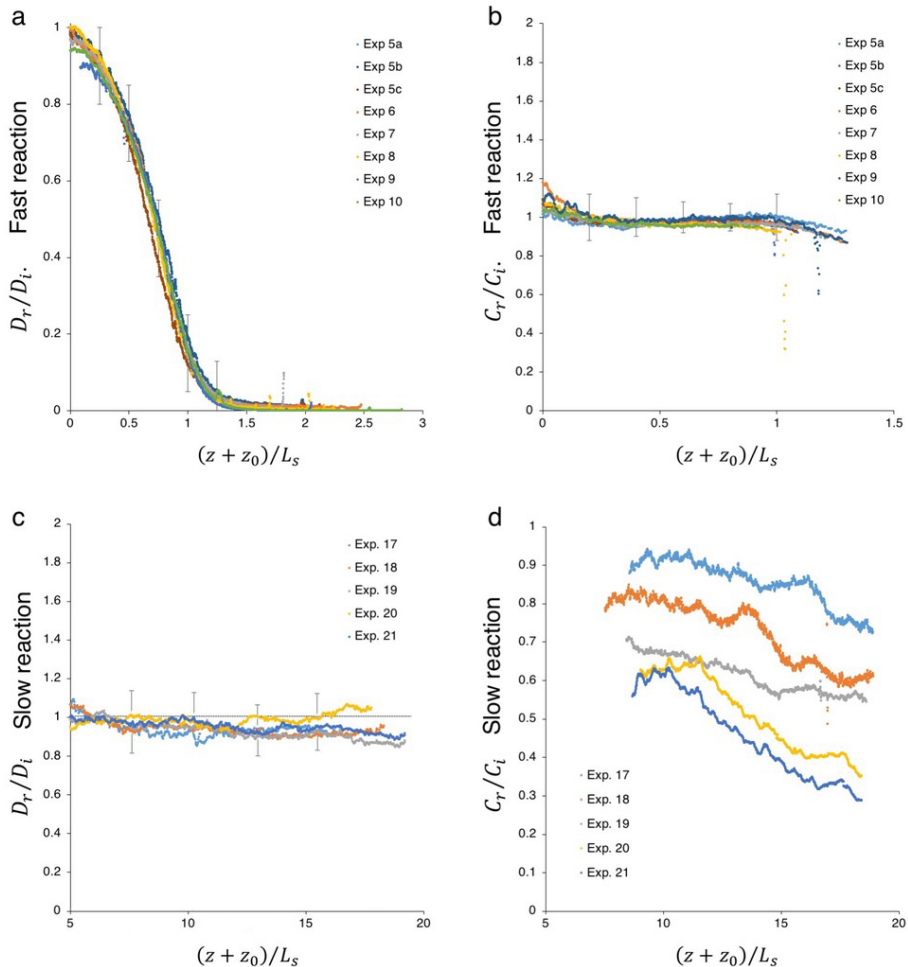 a
Fast reaction
D_r/D_i.
1
0.8
0.6
0.4
0.2
0
0 0.5 1 1.5 2 2.5 3
(z + z_0)/L_s
Exp 5a
Exp 5b
Exp 5c
Exp 6
Exp 7
Exp 8
Exp 9
Exp 10
b
Fast reaction
C_r/C_i.
2
1.8
1.6
1.4
1.2
1
0.8
0.6
0.4
0.2
0
0 0.5 1 1.5
(z + z_0)/L_s
Exp 5a
Exp 5b
Exp 5c
Exp 6
Exp 7
Exp 8
Exp 9
Exp 10
c
Slow reaction
D_r/D_i
2
1.8
1.6
1.4
1.2
1
0.8
0.6
0.4
0.2
0
5 10 15 20
(z + z_0)/L_s
Exp. 17
Exp. 18
Exp. 19
Exp. 20
Exp. 21
d
Slow reaction
C_r/C_i
1
0.9
0.8
0.7
0.6
0.5
0.4
0.3
0.2
0.1
0
5 10 15 20
(z + z_0)/L_s
Exp. 17
Exp. 18
Exp. 19
Exp. 20
Exp. 21